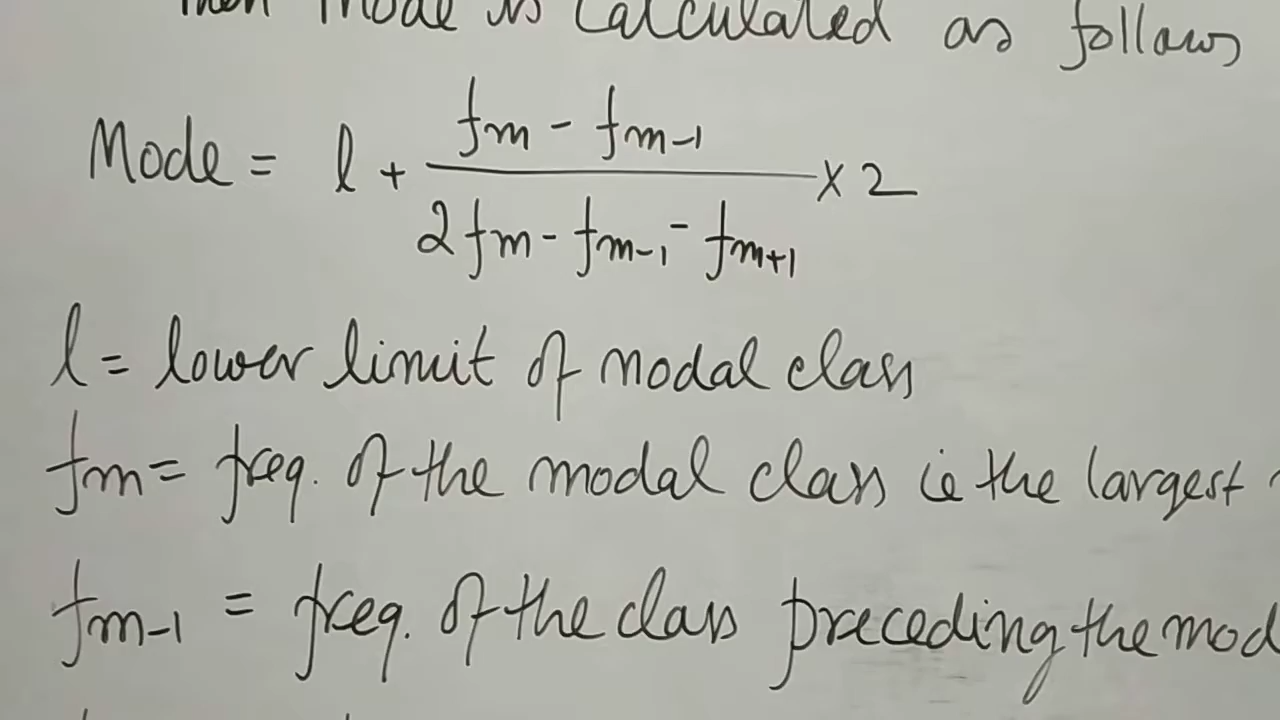 Then Mode is Calculated as follows
Mode = l + (fm - fm-1) / (2fm - fm-1 - fm+1) × 2
l = lower limit of modal class
fm = freq. of the modal class ie the largest
fm-1 = freq. of the class preceding the mod